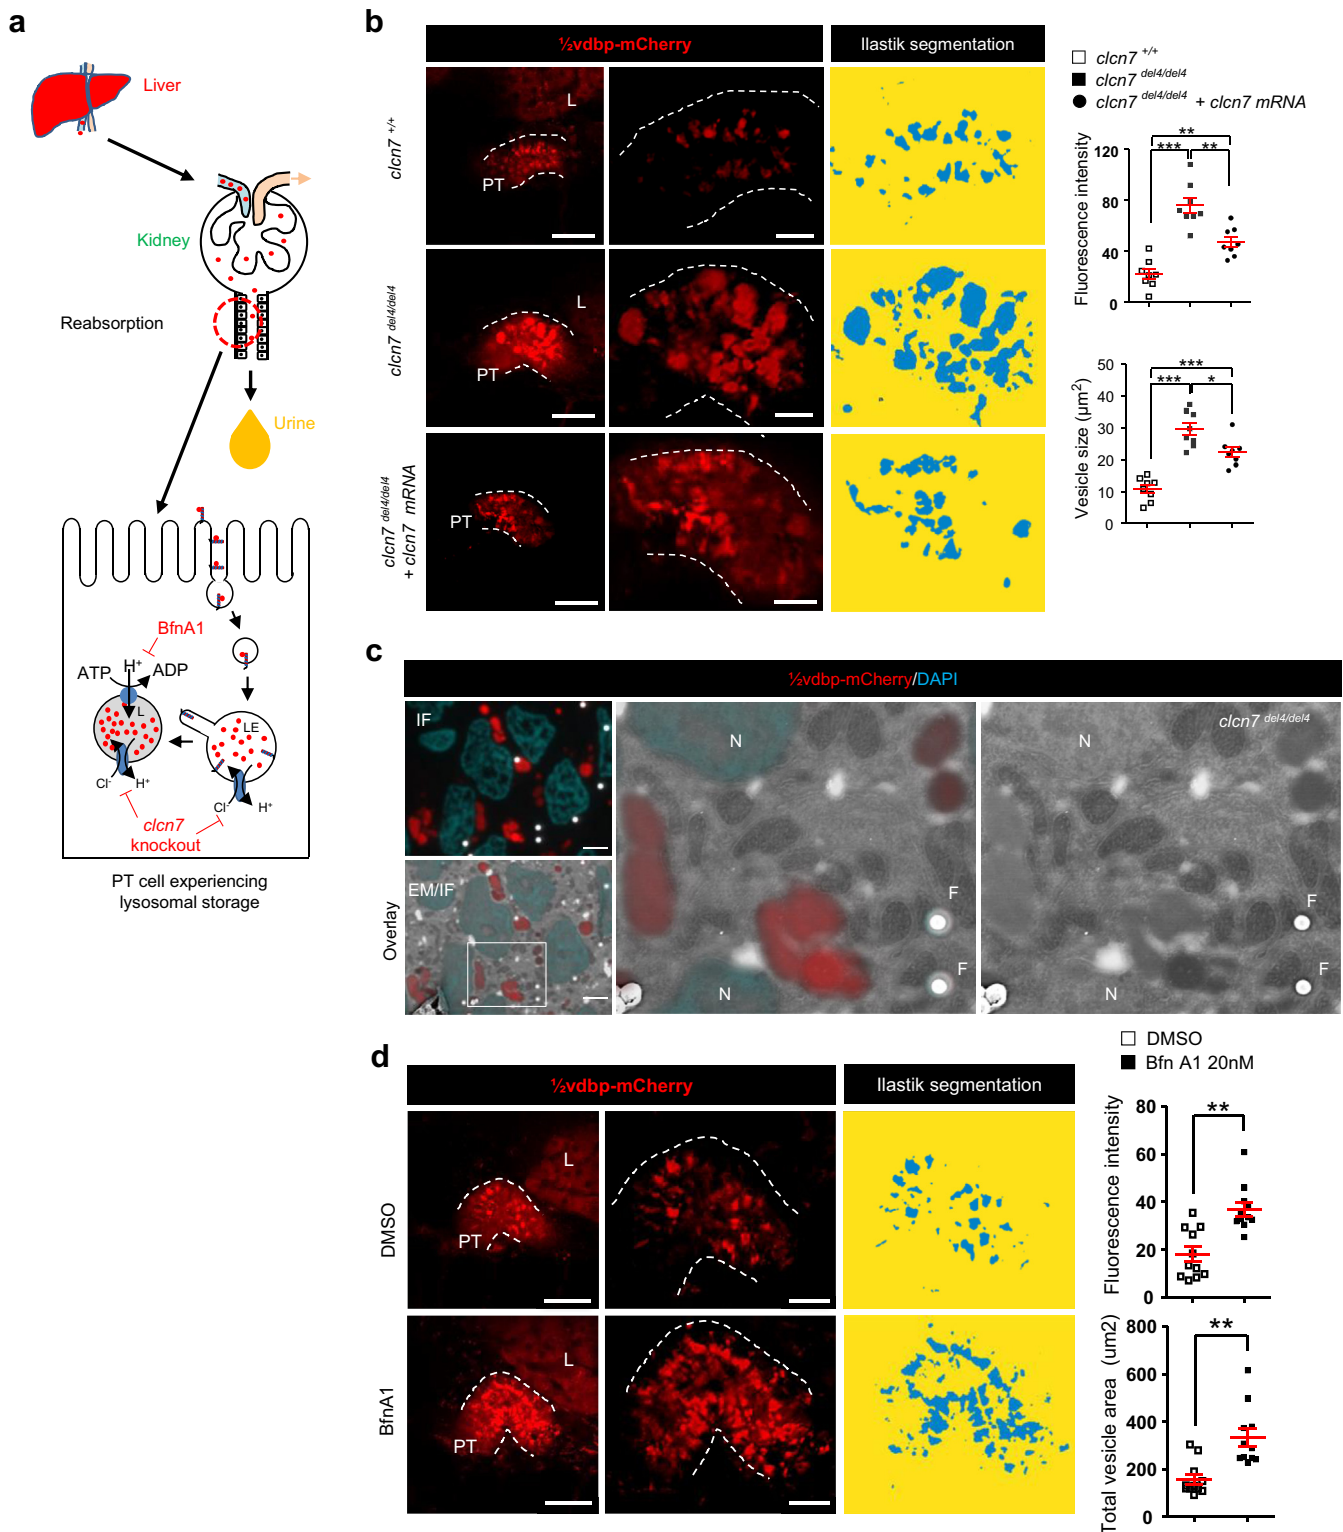 a
Liver
Kidney
Reabsorption
Urine
BfnA1
ATP H⁺ ADP
L
LE
Cl⁻ H⁺
Cl⁻ H⁺
clcn7
knockout
PT cell experiencing
lysosomal storage
b
½vdbp-mCherry
Ilastik segmentation
clcn7 +/+
L
PT
clcn7 del4/del4
L
PT
clcn7 del4/del4
+ clcn7 mRNA
PT
clcn7 +/+
clcn7 del4/del4
clcn7 del4/del4 + clcn7 mRNA
Fluorescence intensity
120
80
40
0
**
*** **
Vesicle size (µm²)
50
40
30
20
10
0
***
*** *
c
½vdbp-mCherry/DAPI
IF
EM/IF
Overlay
N
N
F
F
clcn7 del4/del4
N
N
F
F
d
½vdbp-mCherry
Ilastik segmentation
DMSO
L
PT
BfnA1
L
PT
DMSO
Bfn A1 20nM
Fluorescence intensity
80
60
40
20
0
**
Total vesicle area (um2)
800
600
400
200
0
**